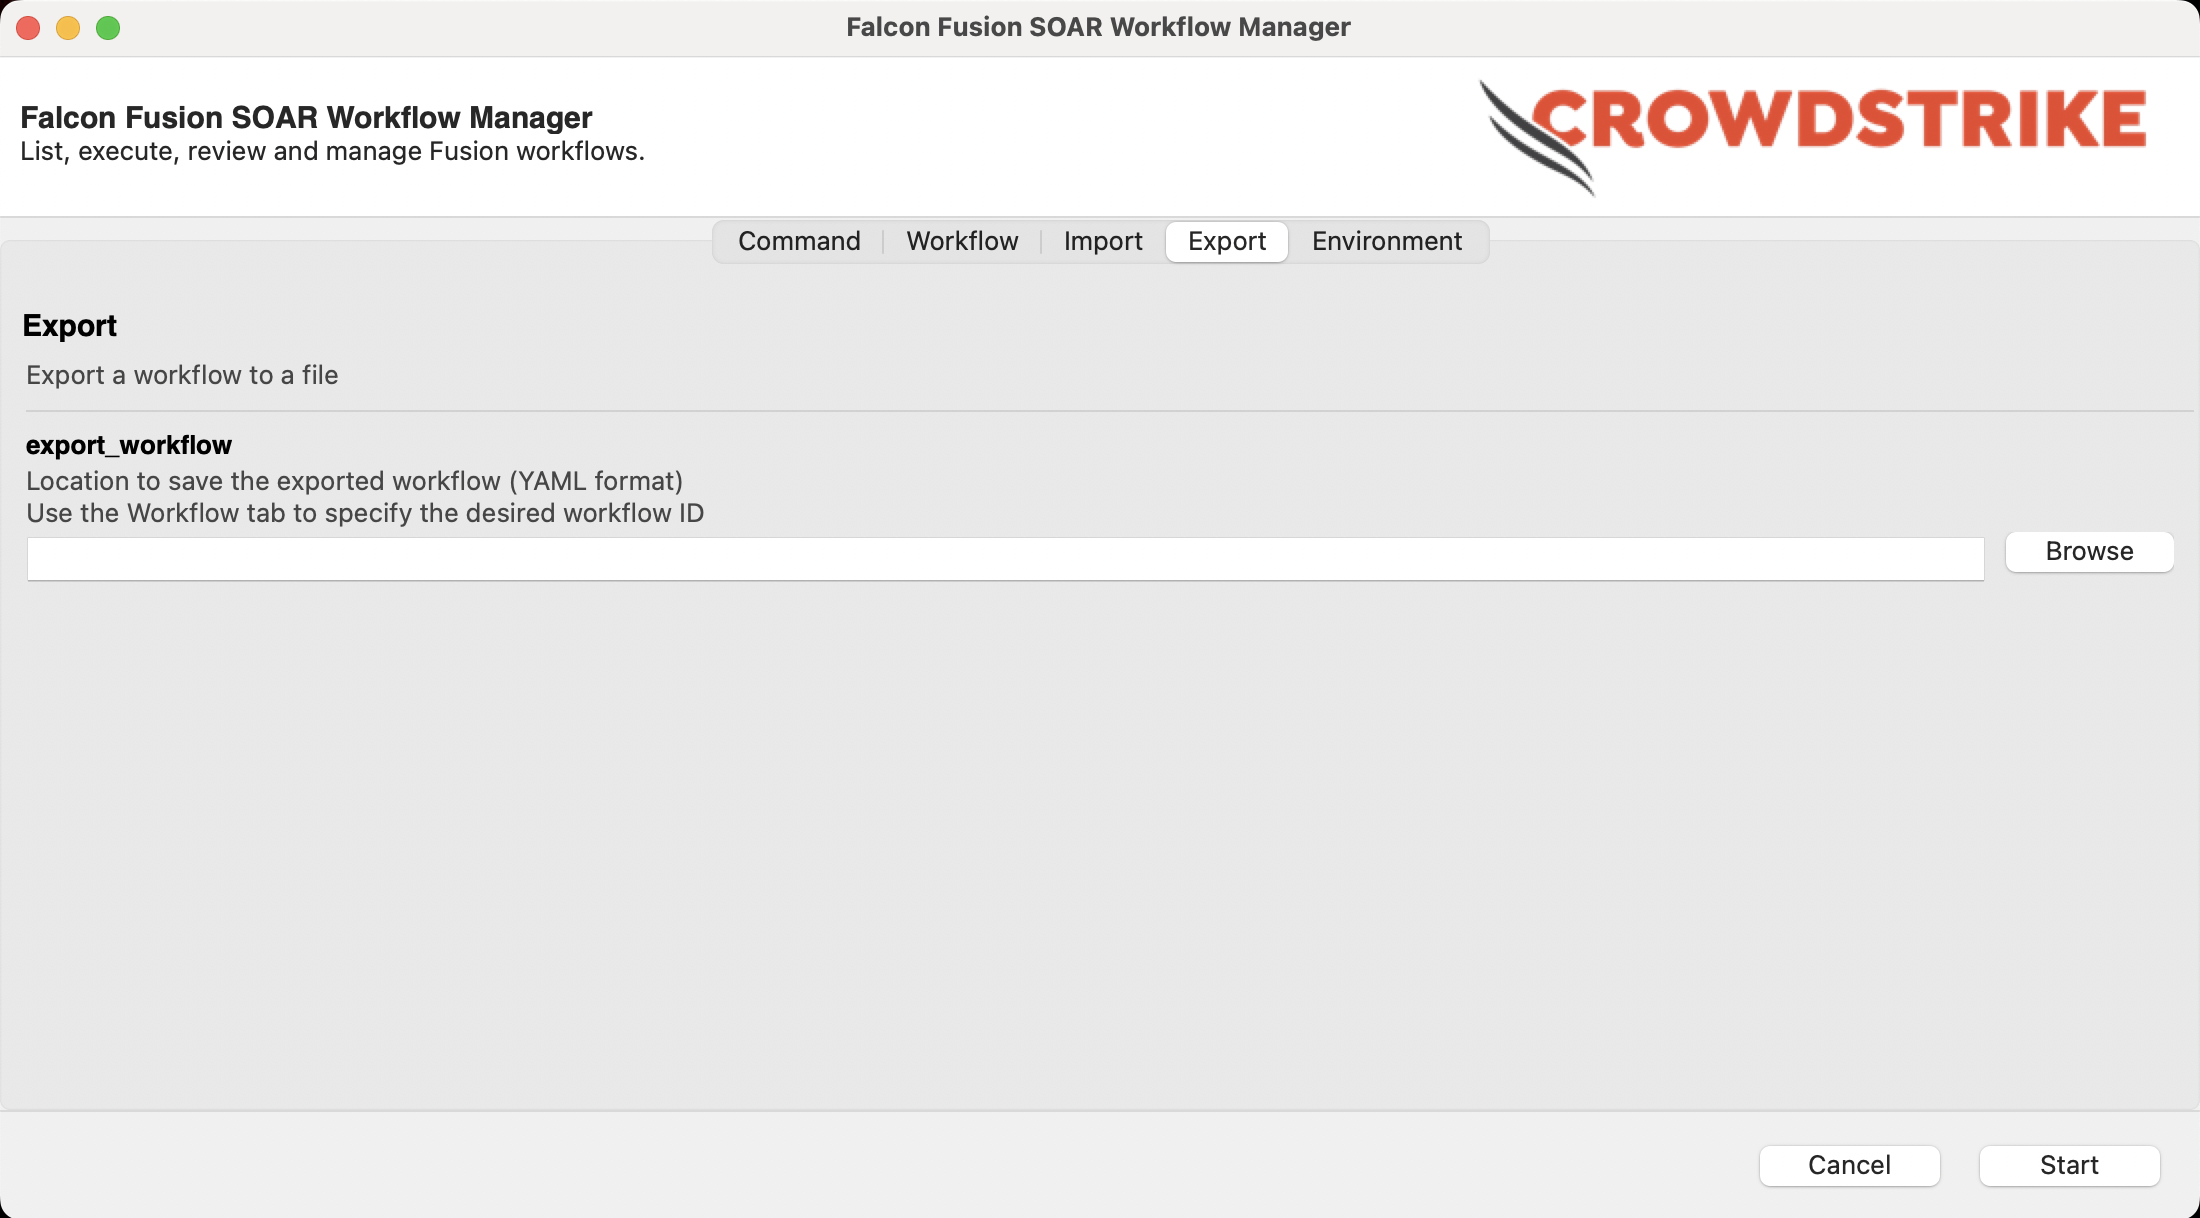 Falcon Fusion SOAR Workflow Manager
Falcon Fusion SOAR Workflow Manager
List, execute, review and manage Fusion workflows.
CROWDSTRIKE
Command Workflow Import Export Environment
Export
Export a workflow to a file
export_workflow
Location to save the exported workflow (YAML format)
Use the Workflow tab to specify the desired workflow ID
Browse
Cancel Start